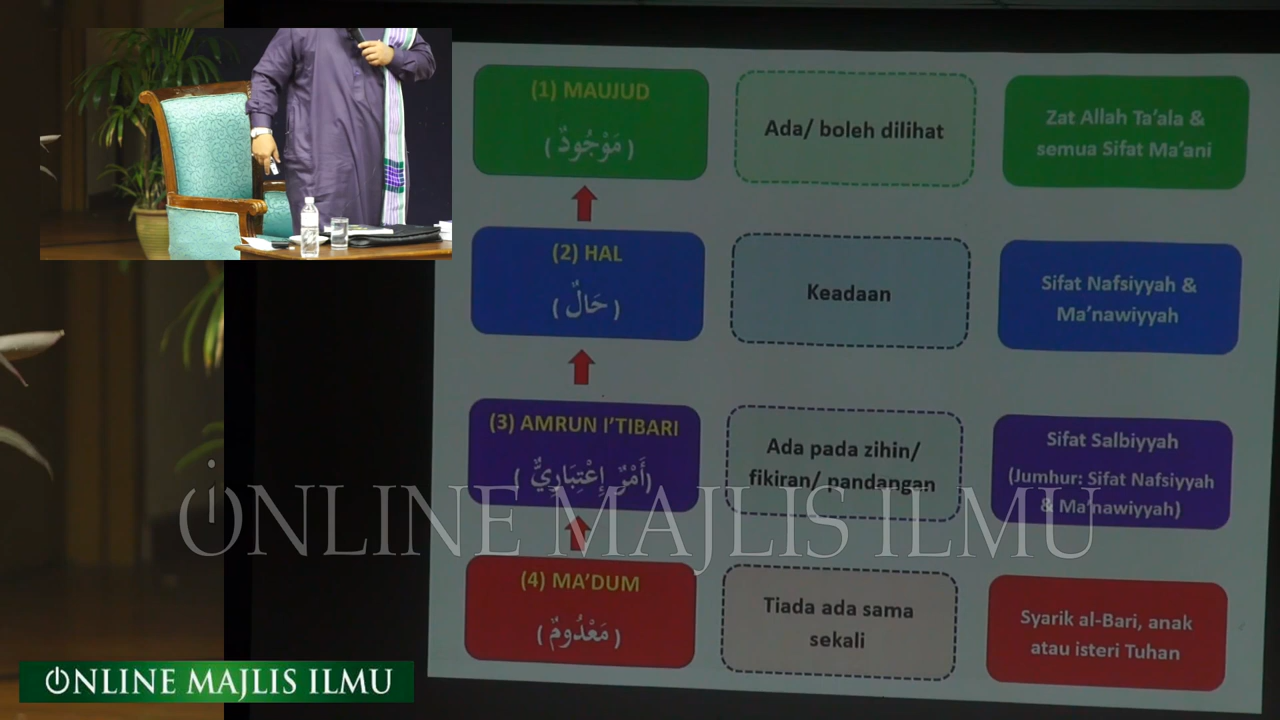 (1) MAUJUD
( مَوْجُودٌ )
Ada/ boleh dilihat
Zat Allah Ta'ala &
semua Sifat Ma'ani
(2) HAL
( حَالٌ )
Keadaan
Sifat Nafsiyyah &
Ma'nawiyyah
(3) AMRUN I'TIBARI
(أَمْرٌ إِعْتِبَارِيٌّ )
Ada pada zihin/
fikiran/ pandangan
Sifat Salbiyyah
(Jumhur: Sifat Nafsiyyah
& Ma'nawiyyah)
(4) MA'DUM
( مَعْدُومٌ )
Tiada ada sama
sekali
Syarik al-Bari, anak
atau isteri Tuhan
ONLINE MAJLIS ILMU
ONLINE MAJLIS ILMU